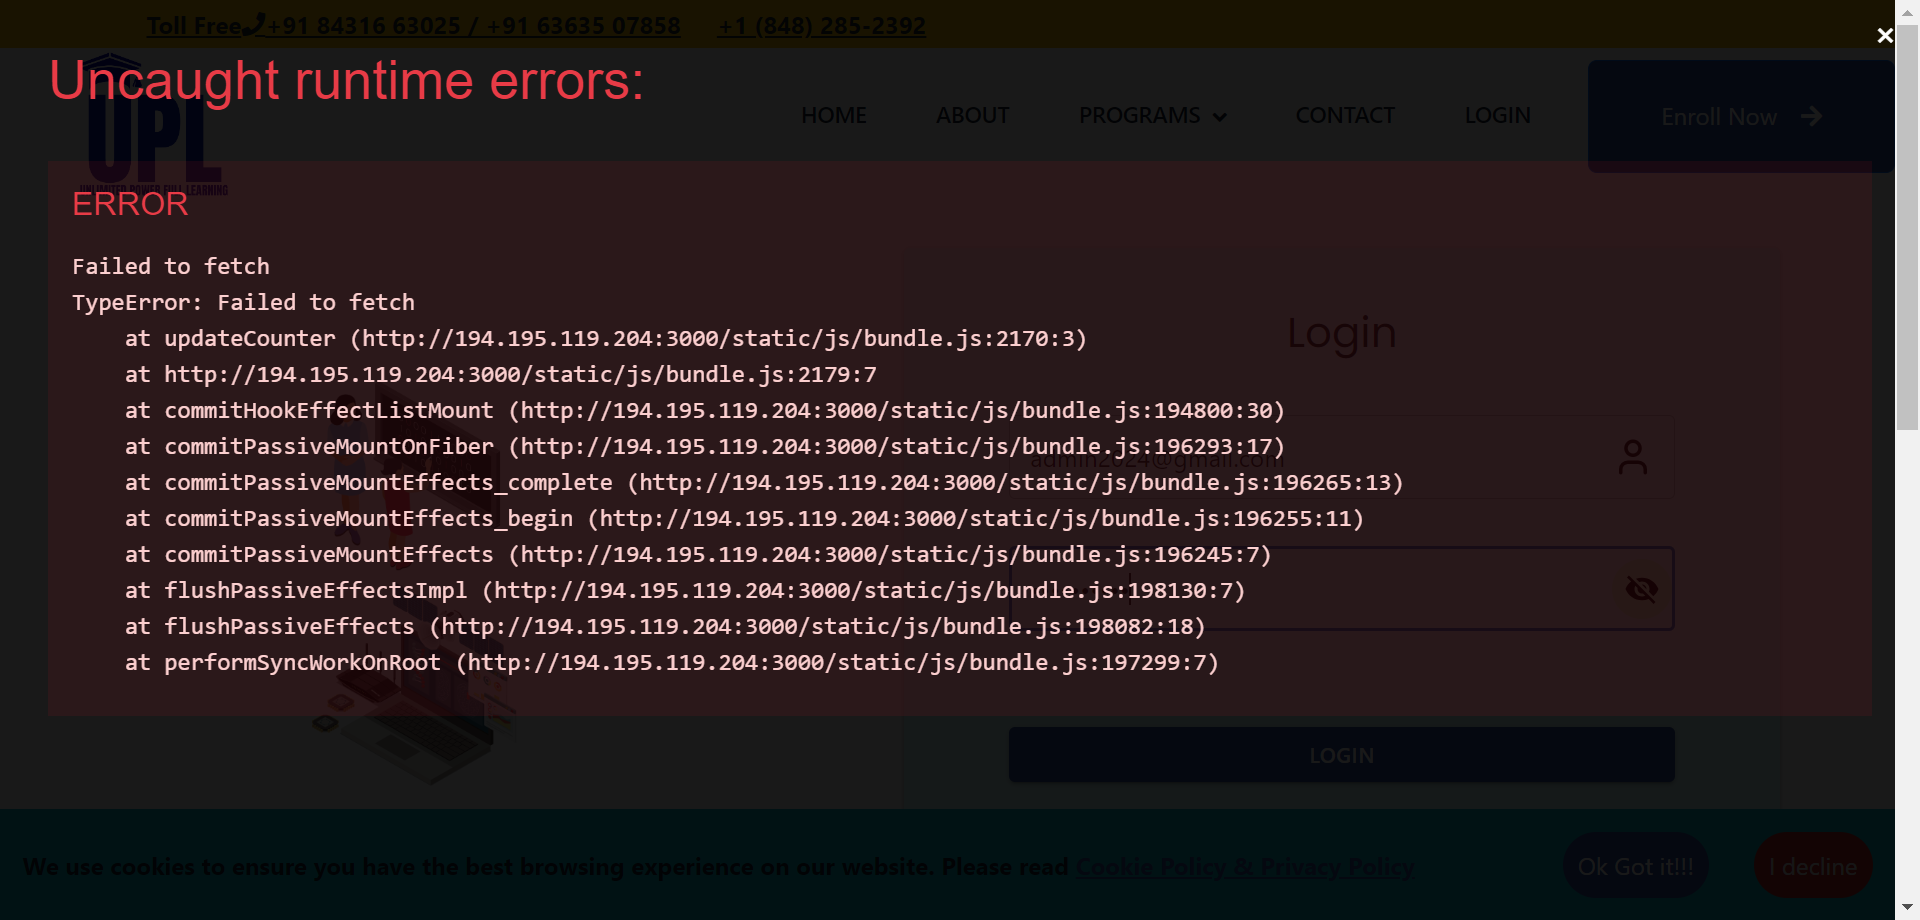 Toll Free +91 84316 63025 / +91 63635 07858 +1 (848) 285-2392
Uncaught runtime errors:
UPL
UNLIMITED POWER FULL LEARNING
HOME ABOUT PROGRAMS CONTACT LOGIN Enroll Now
ERROR
Failed to fetch
TypeError: Failed to fetch
at updateCounter (http://194.195.119.204:3000/static/js/bundle.js:2170:3)
at http://194.195.119.204:3000/static/js/bundle.js:2179:7
at commitHookEffectListMount (http://194.195.119.204:3000/static/js/bundle.js:194800:30)
at commitPassiveMountOnFiber (http://194.195.119.204:3000/static/js/bundle.js:196293:17)
at commitPassiveMountEffects_complete (http://194.195.119.204:3000/static/js/bundle.js:196265:13)
at commitPassiveMountEffects_begin (http://194.195.119.204:3000/static/js/bundle.js:196255:11)
at commitPassiveMountEffects (http://194.195.119.204:3000/static/js/bundle.js:196245:7)
at flushPassiveEffectsImpl (http://194.195.119.204:3000/static/js/bundle.js:198130:7)
at flushPassiveEffects (http://194.195.119.204:3000/static/js/bundle.js:198082:18)
at performSyncWorkOnRoot (http://194.195.119.204:3000/static/js/bundle.js:197299:7)
Login
admin2024@gmail.com
LOGIN
We use cookies to ensure you have the best browsing experience on our website. Please read Cookie Policy & Privacy Policy
Ok Got it!!! I decline